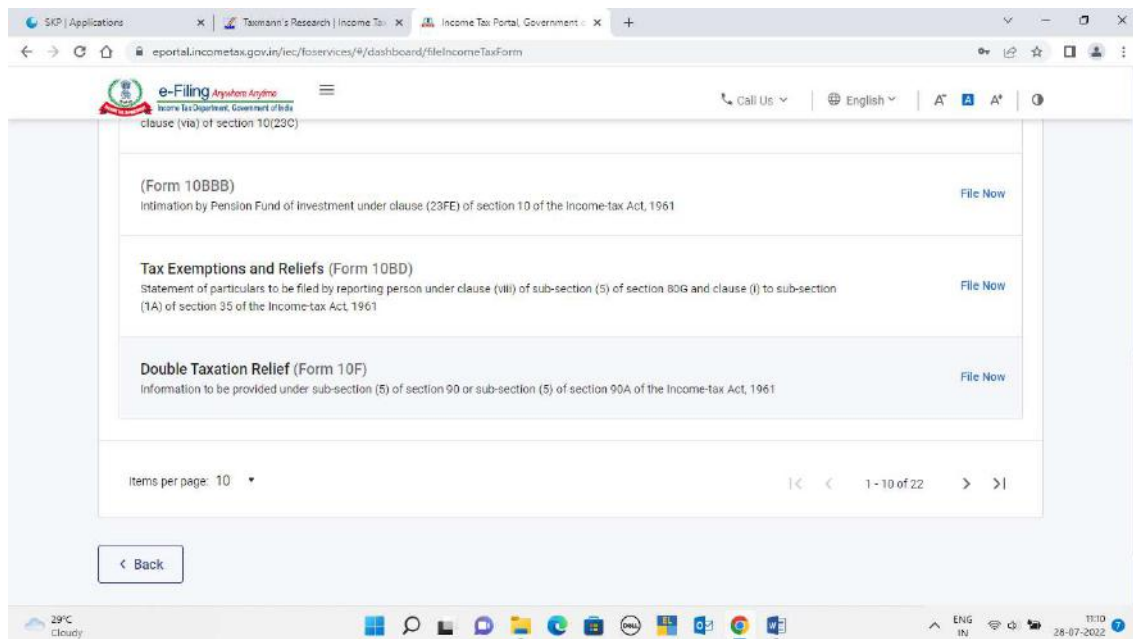 SKP | Applications
Taxmann's Research | Income Tax
Income Tax Portal, Government o
eportal.incometax.gov.in/iec/foservices/#/dashboard/fileIncomeTaxForm
e-Filing Anywhere Anytime
Income Tax Department, Government of India
Call Us
English
A- A A+
clause (via) of section 10(23C)
(Form 10BBB)
Intimation by Pension Fund of investment under clause (23FE) of section 10 of the Income-tax Act, 1961
File Now
Tax Exemptions and Reliefs (Form 10BD)
Statement of particulars to be filed by reporting person under clause (viii) of sub-section (5) of section 80G and clause (i) to sub-section
(1A) of section 35 of the Income-tax Act, 1961
File Now
Double Taxation Relief (Form 10F)
Information to be provided under sub-section (5) of section 90 or sub-section (5) of section 90A of the Income-tax Act, 1961
File Now
Items per page: 10
1 - 10 of 22
< Back
29°C
Cloudy
ENG
IN
11:10
28-07-2022
7